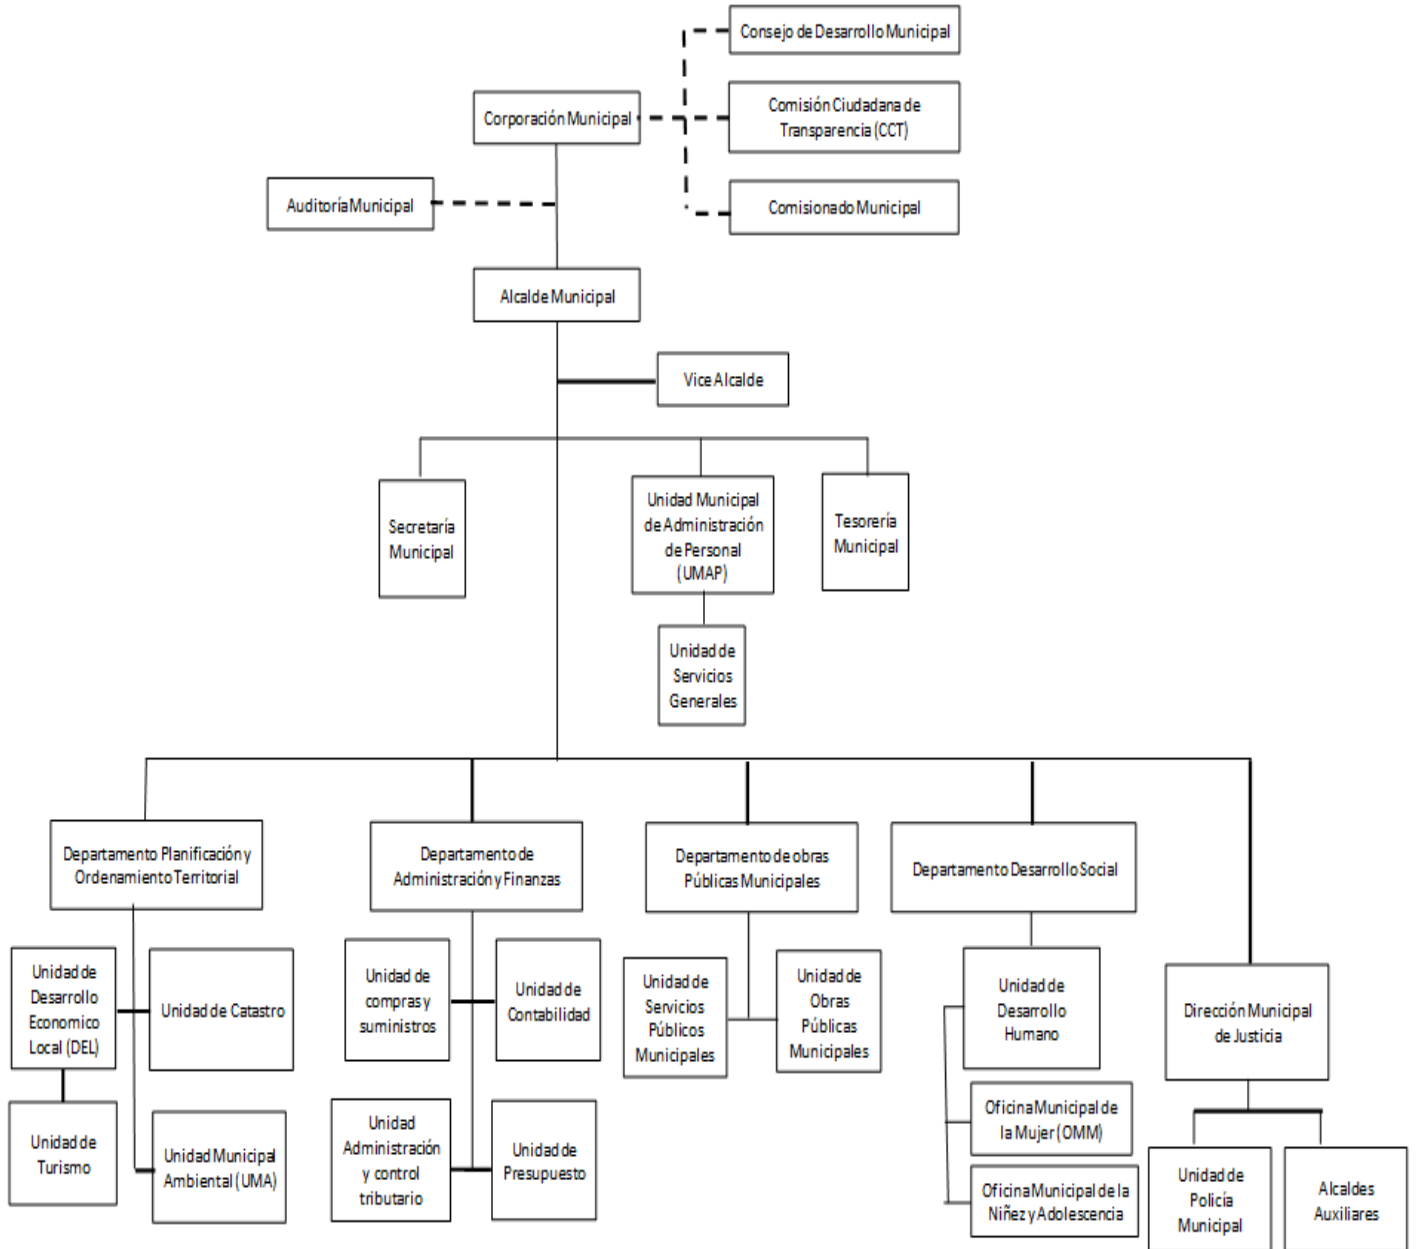 Consejo de Desarrollo Municipal
Corporación Municipal
Comisión Ciudadana de
Transparencia (CCT)
Auditoría Municipal
Comisionado Municipal
Alcalde Municipal
Vice Alcalde
Secretaría
Municipal
Unidad Municipal
de Administración
de Personal
(UMAP)
Tesorería
Municipal
Unidad de
Servicios
Generales
Departamento Planificación y
Ordenamiento Territorial
Departamento de
Administración y Finanzas
Departamento de obras
Públicas Municipales
Departamento Desarrollo Social
Unidad de
Desarrollo
Economico
Local (DEL)
Unidad de Catastro
Unidad de
compras y
suministros
Unidad de
Contabilidad
Unidad de
Servicios
Públicos
Municipales
Unidad de
Obras
Públicas
Municipales
Unidad de
Desarrollo
Humano
Dirección Municipal
de Justicia
Unidad de
Turismo
Unidad Municipal
Ambiental (UMA)
Unidad
Administración
y control
tributario
Unidad de
Presupuesto
Oficina Municipal de
la Mujer (OMM)
Oficina Municipal de la
Niñez y Adolescencia
Unidad de
Policía
Municipal
Alcaldes
Auxiliares